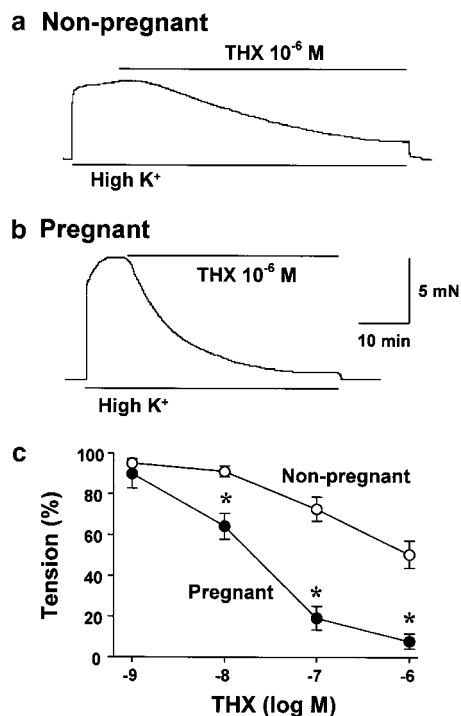 a Non-pregnant
THX 10⁻⁶ M
High K⁺
b Pregnant
THX 10⁻⁶ M
5 mN
10 min
High K⁺
c
100
80
60
40
20
0
Tension (%)
Non-pregnant
Pregnant
*
*
*
-9 -8 -7 -6
THX (log M)